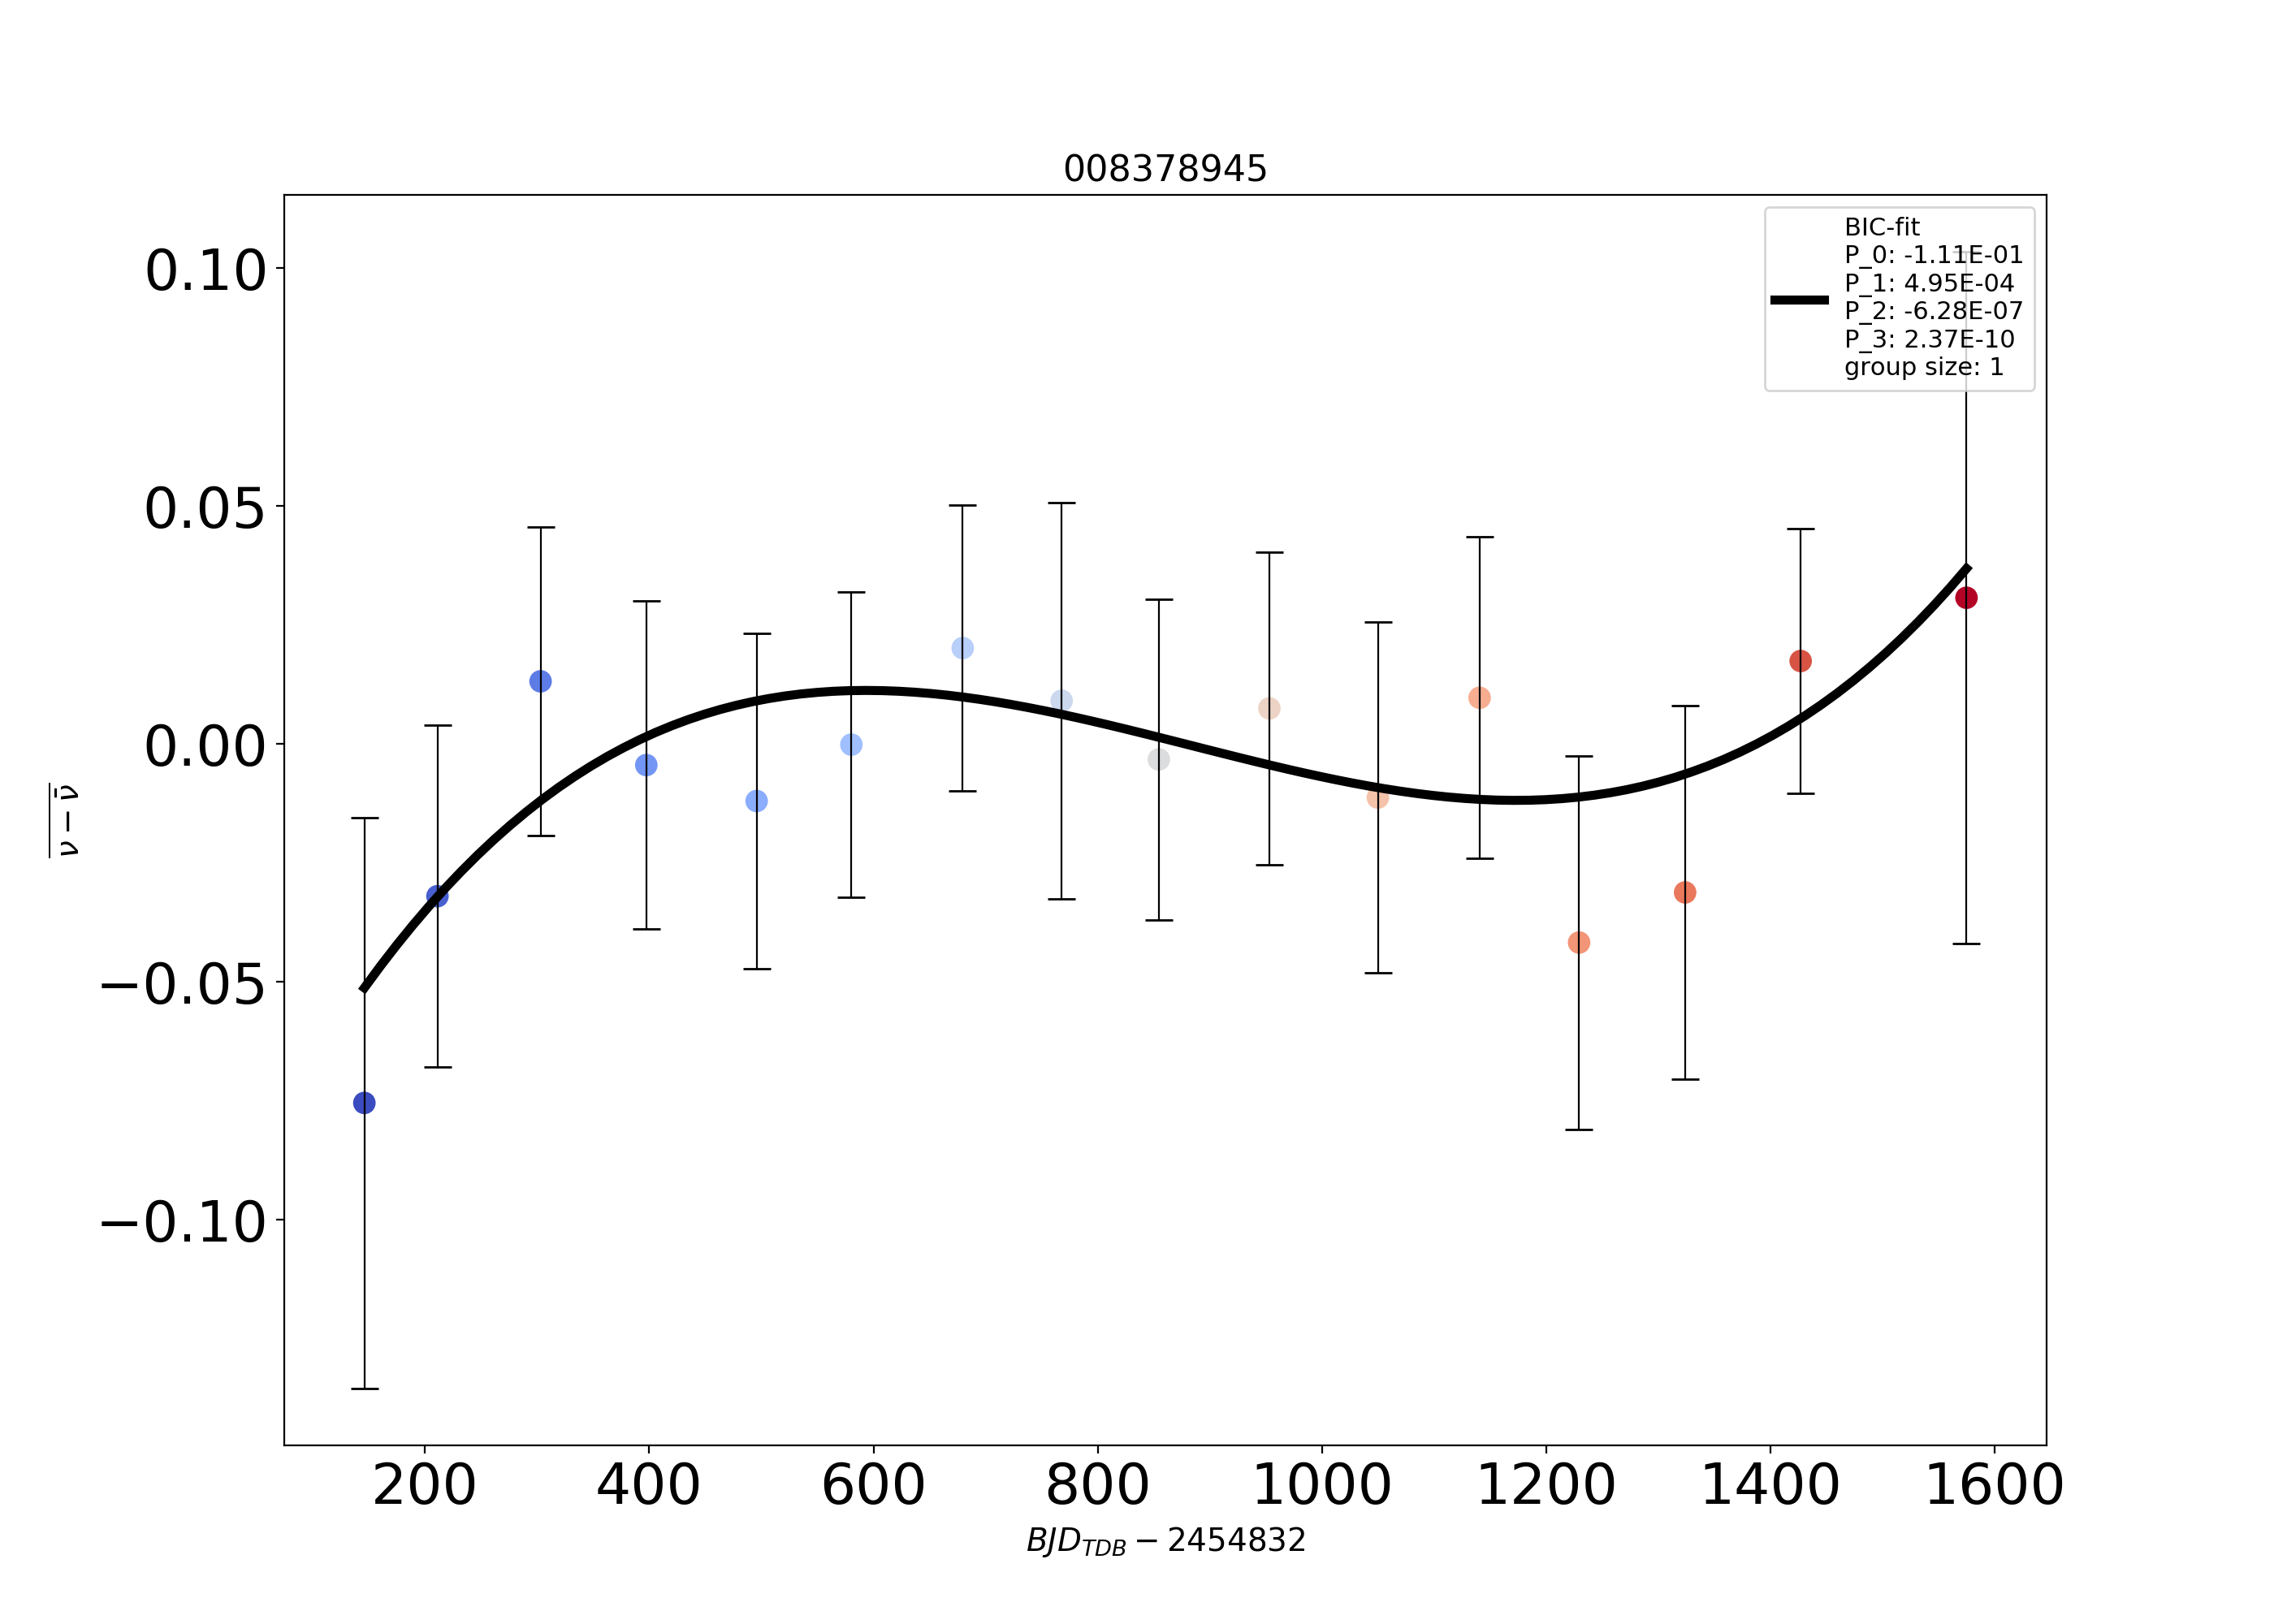 008378945
BIC-fit
P_0: -1.11E-01
P_1: 4.95E-04
P_2: -6.28E-07
P_3: 2.37E-10
group size: 1
0.10
0.05
0.00
−0.05
−0.10
ν − ν̄
200 400 600 800 1000 1200 1400 1600
BJD_TDB − 2454832